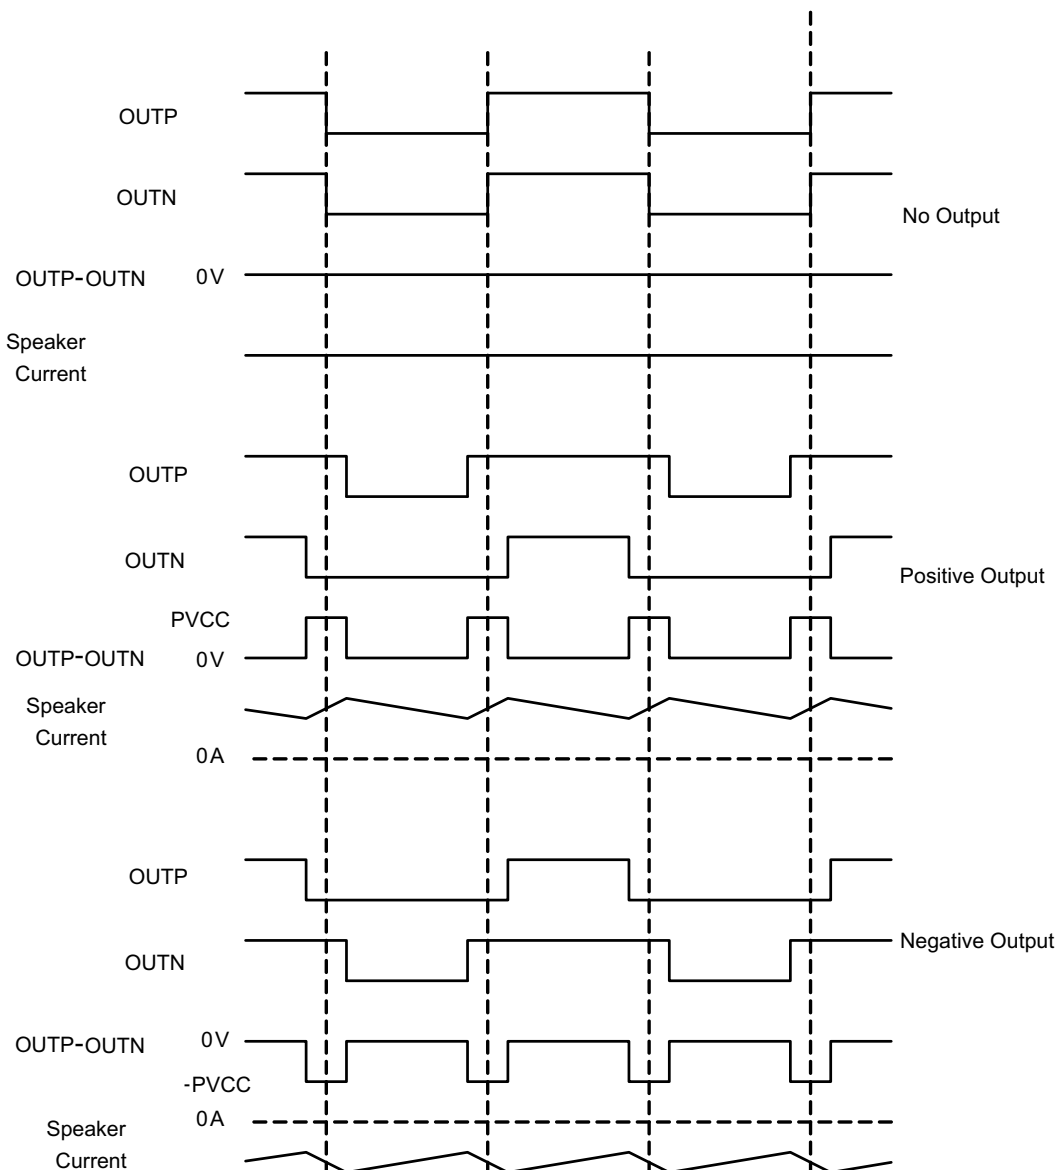 OUTP
OUTN
No Output
OUTP-OUTN 0V
Speaker
Current
OUTP
OUTN
Positive Output
PVCC
OUTP-OUTN 0V
Speaker
Current
0A
OUTP
OUTN
Negative Output
OUTP-OUTN 0V
-PVCC
0A
Speaker
Current